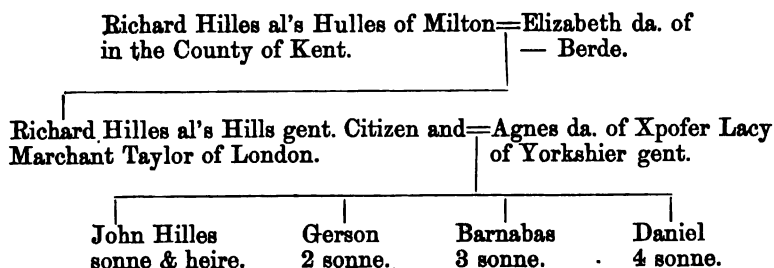 Richard Hilles al's Hulles of Milton=Elizabeth da. of
in the County of Kent. — Berde.
Richard Hilles al's Hills gent. Citizen and=Agnes da. of Xpofer Lacy
Marchant Taylor of London. of Yorkshier gent.
John Hilles Gerson Barnabas Daniel
sonne & heire. 2 sonne. 3 sonne. 4 sonne.